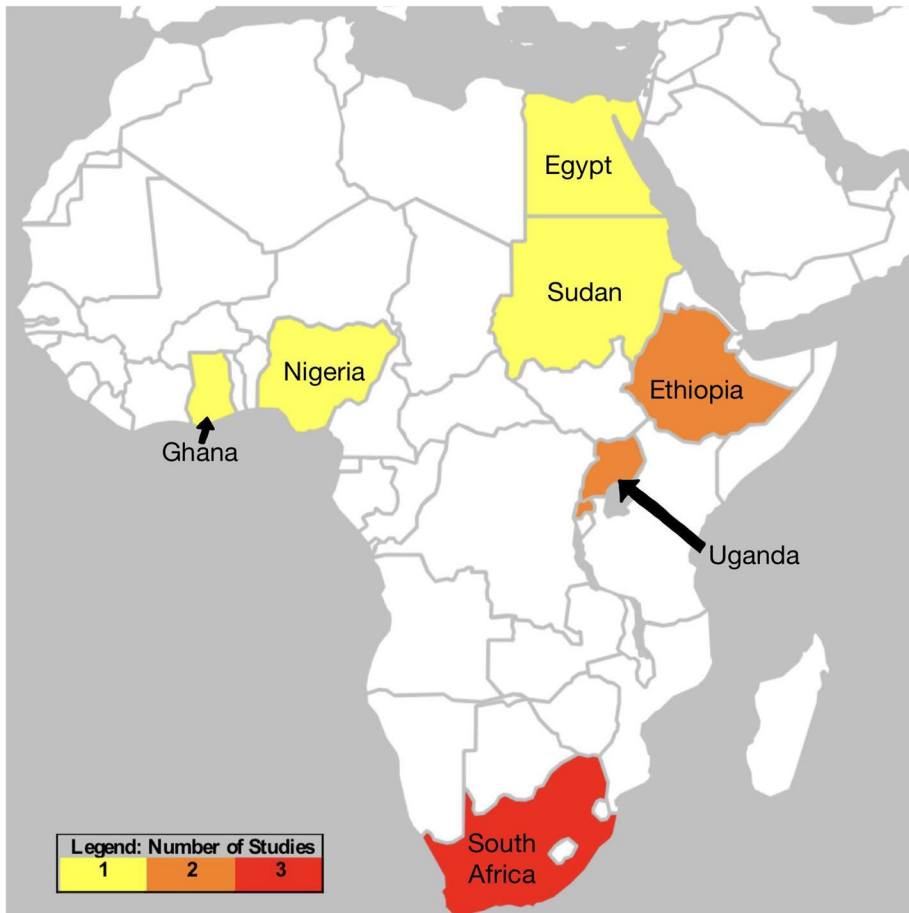 Egypt
Sudan
Nigeria
Ethiopia
Ghana
Uganda
South
Africa
Legend: Number of Studies
1 2 3